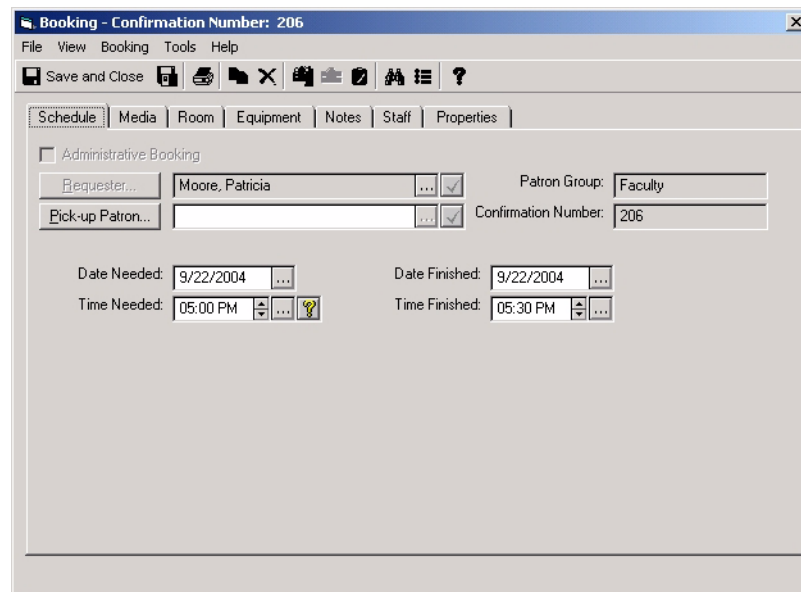 Booking - Confirmation Number: 206
File View Booking Tools Help
Save and Close
Schedule Media Room Equipment Notes Staff Properties
Administrative Booking
Requester... Moore, Patricia ... Patron Group: Faculty
Pick-up Patron... ... Confirmation Number: 206
Date Needed: 9/22/2004 ... Date Finished: 9/22/2004 ...
Time Needed: 05:00 PM ... ? Time Finished: 05:30 PM ...